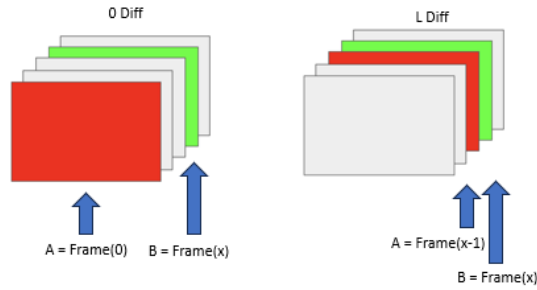 0 Diff
L Diff
A = Frame(0)
B = Frame(x)
A = Frame(x-1)
B = Frame(x)